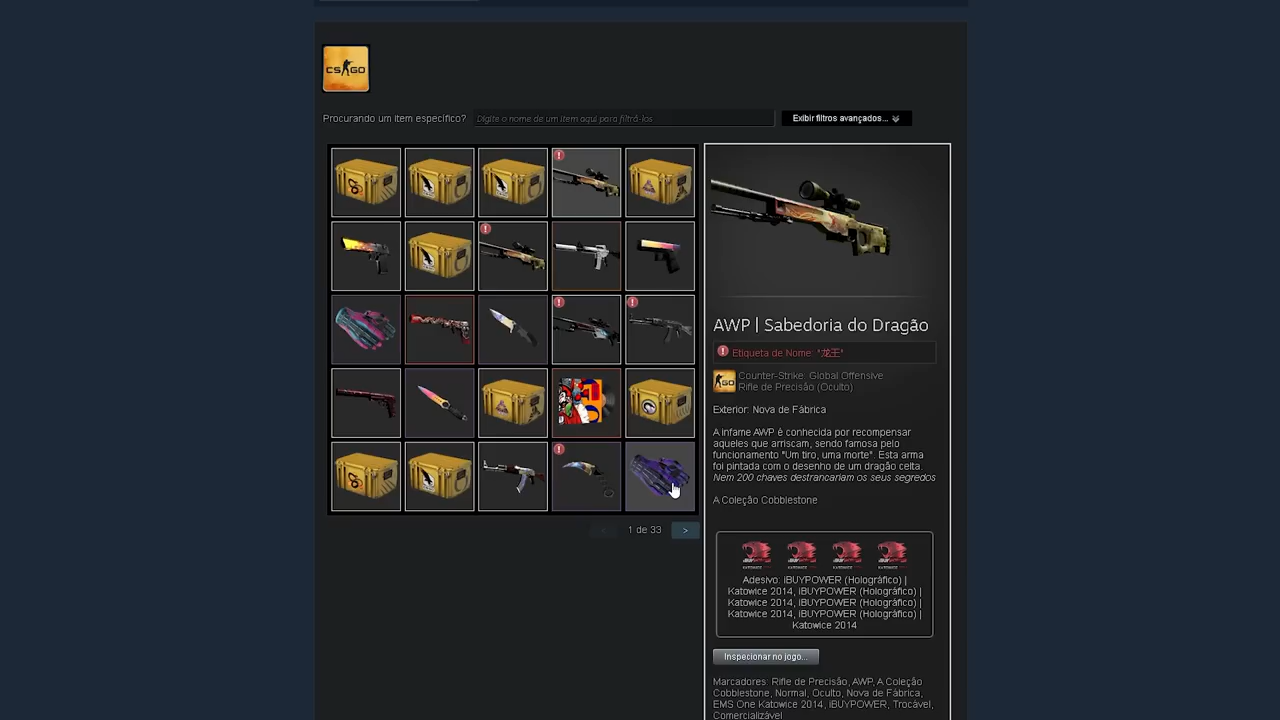 CS GO
Procurando um item específico?
Digite o nome de um item aqui para filtrá-los
Exibir filtros avançados...
AWP | Sabedoria do Dragão
Etiqueta de Nome: "龙王"
Counter-Strike: Global Offensive
Rifle de Precisão (Oculto)
Exterior: Nova de Fábrica
A infame AWP é conhecida por recompensar
aqueles que arriscam, sendo famosa pelo
funcionamento "Um tiro, uma morte". Esta arma
foi pintada com o desenho de um dragão celta.
Nem 200 chaves destrancariam os seus segredos
A Coleção Cobblestone
Adesivo: iBUYPOWER (Holográfico) |
Katowice 2014, iBUYPOWER (Holográfico) |
Katowice 2014, iBUYPOWER (Holográfico) |
Katowice 2014, iBUYPOWER (Holográfico) |
Katowice 2014
< 1 de 33 >
Inspecionar no jogo...
Marcadores: Rifle de Precisão, AWP, A Coleção
Cobblestone, Normal, Oculto, Nova de Fábrica,
EMS One Katowice 2014, iBUYPOWER, Trocável,
Comercializável